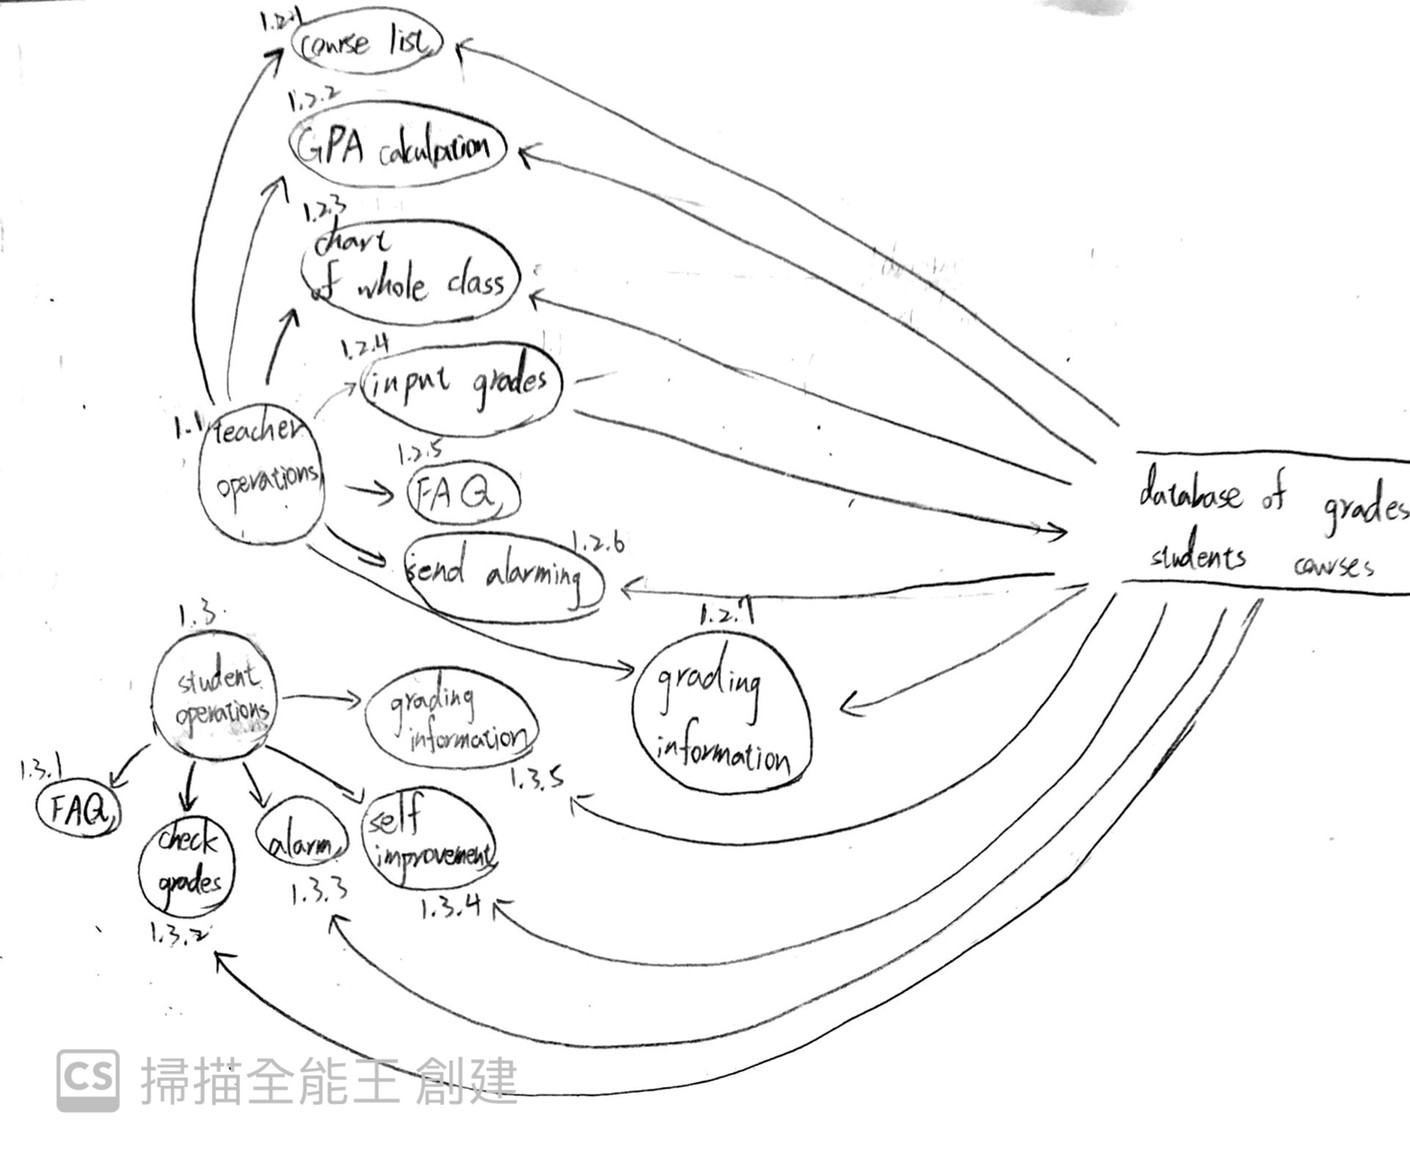 1.2.1
course list
1.2.2
GPA calculation
1.2.3
chart
of whole class
1.2.4
input grades
1.1
teacher
operations
1.2.5
FAQ
1.2.6
send alarming
database of grades
students courses
1.2.7
grading
information
1.3
student
operations
grading
information
1.3.5
1.3.1
FAQ
check
grades
1.3.2
alarm
1.3.3
self
improvement
1.3.4
CS 掃描全能王 創建